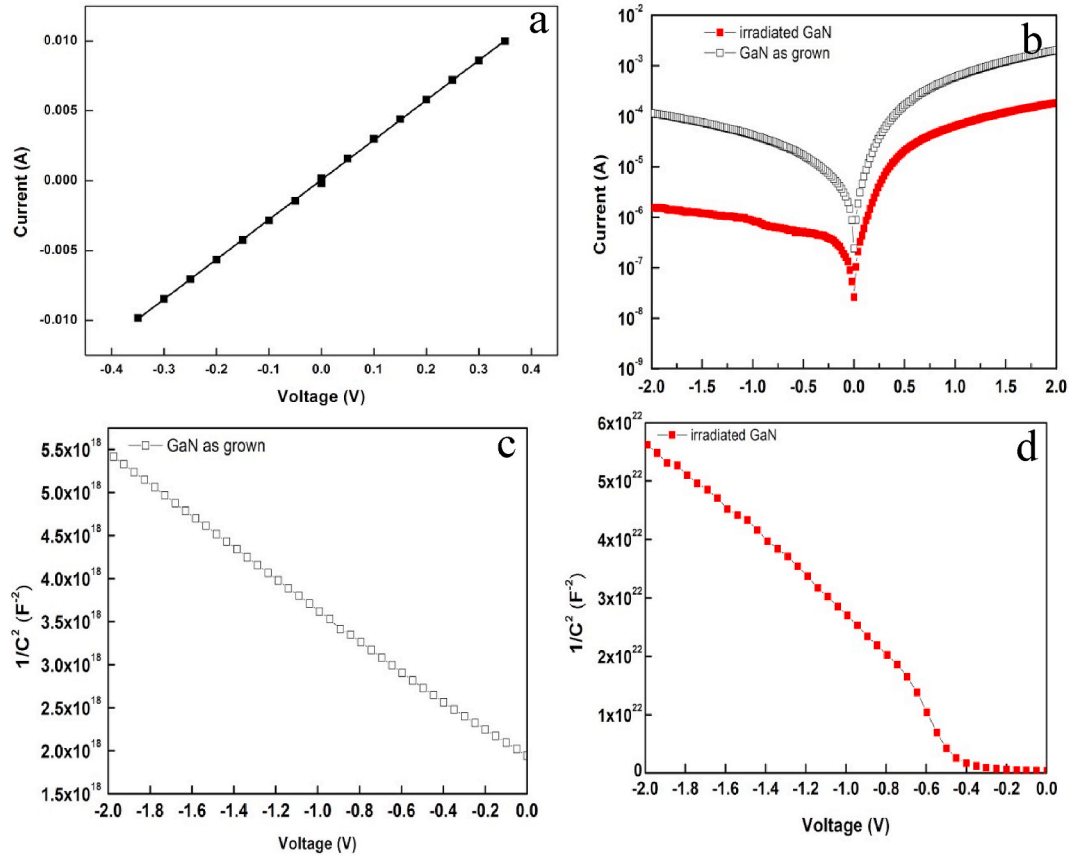 a
0.010
0.005
0.000
-0.005
-0.010
Current (A)
-0.4 -0.3 -0.2 -0.1 0.0 0.1 0.2 0.3 0.4
Voltage (V)
b
irradiated GaN
GaN as grown
10⁻²
10⁻³
10⁻⁴
10⁻⁵
10⁻⁶
10⁻⁷
10⁻⁸
10⁻⁹
Current (A)
-2.0 -1.5 -1.0 -0.5 0.0 0.5 1.0 1.5 2.0
c
GaN as grown
5.5x10¹⁸
5.0x10¹⁸
4.5x10¹⁸
4.0x10¹⁸
3.5x10¹⁸
3.0x10¹⁸
2.5x10¹⁸
2.0x10¹⁸
1.5x10¹⁸
1/C² (F⁻²)
-2.0 -1.8 -1.6 -1.4 -1.2 -1.0 -0.8 -0.6 -0.4 -0.2 0.0
Voltage (V)
d
irradiated GaN
6x10²²
5x10²²
4x10²²
3x10²²
2x10²²
1x10²²
0
1/C² (F⁻²)
-2.0 -1.8 -1.6 -1.4 -1.2 -1.0 -0.8 -0.6 -0.4 -0.2 0.0
Voltage (V)